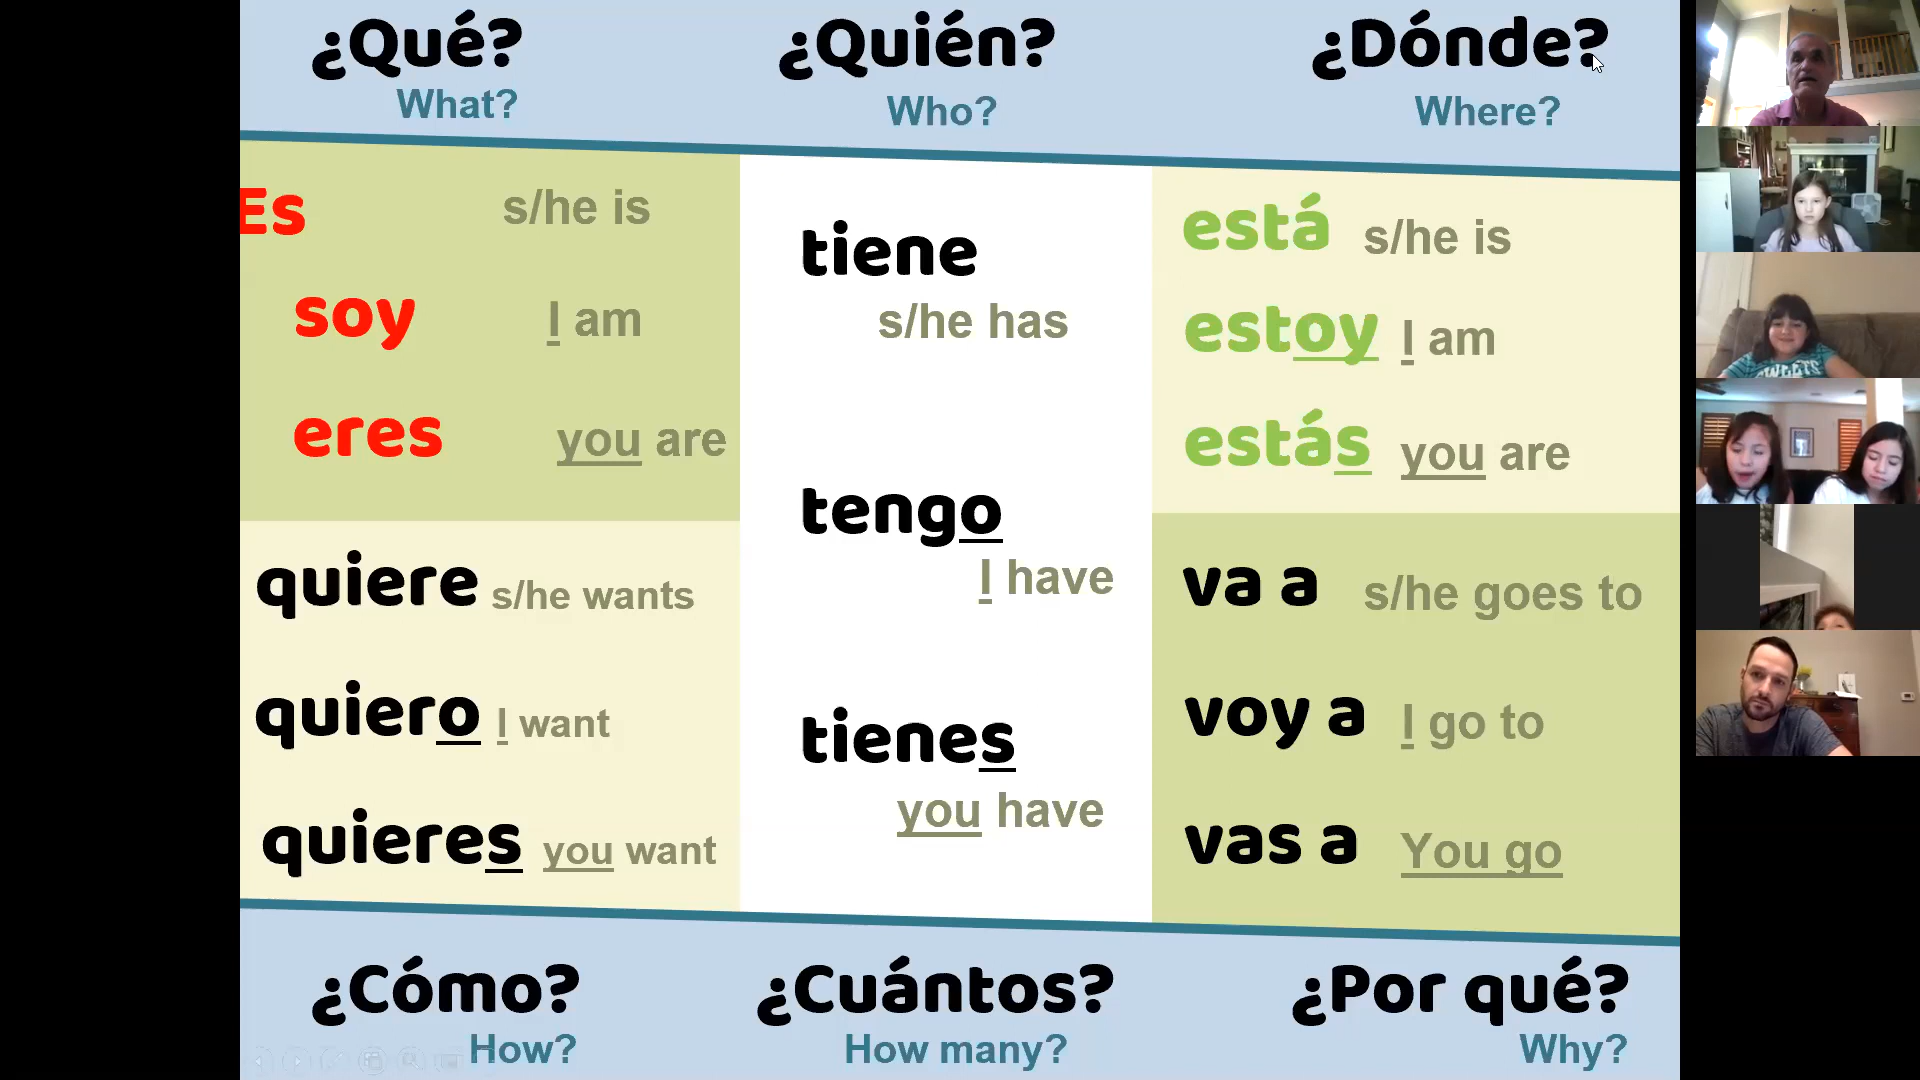 ¿Qué? ¿Quién? ¿Dónde?
What? Who? Where?
Es s/he is
soy I am
eres you are
quiere s/he wants
quiero I want
quieres you want
tiene
s/he has
tengo
I have
tienes
you have
está s/he is
estoy I am
estás you are
va a s/he goes to
voy a I go to
vas a You go
¿Cómo? ¿Cuántos? ¿Por qué?
How? How many? Why?